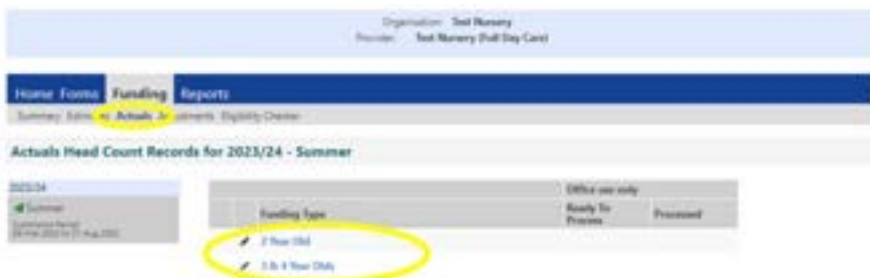 Organisation: Test Nursery
Provider: Test Nursery (Full Day Care)
Home Forms Funding Reports
Summary Actuals Eligibility Checker
Actuals Head Count Records for 2023/24 - Summer
2023/24
Office use only
Summer
Funding Type
Ready To Process
Processed
2 Year Old
3 & 4 Year Olds